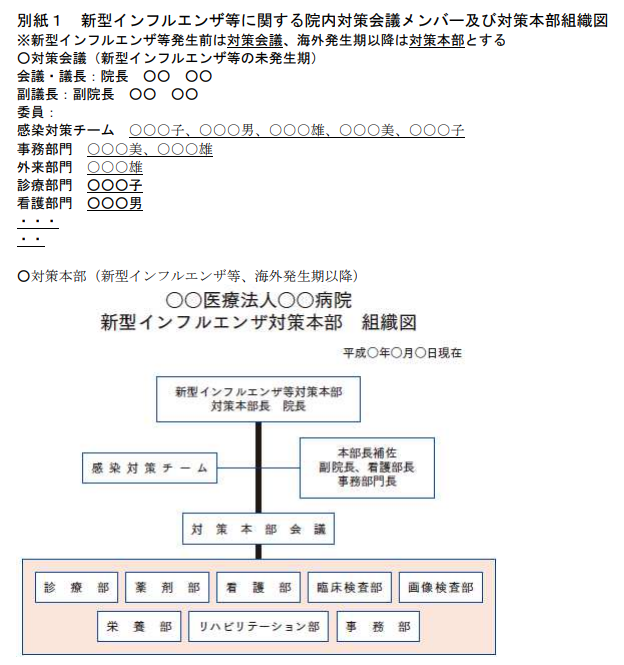 別紙１　新型インフルエンザ等に関する院内対策会議メンバー及び対策本部組織図
※新型インフルエンザ等発生前は対策会議、海外発生期以降は対策本部とする
〇対策会議（新型インフルエンザ等の未発生期）
会議・議長：院長　〇〇　〇〇
副議長：副院長　〇〇　〇〇
委員：
感染対策チーム　〇〇〇子、〇〇〇男、〇〇〇雄、〇〇〇美、〇〇〇子
事務部門　〇〇〇美、〇〇〇雄
外来部門　〇〇〇雄
診療部門　〇〇〇子
看護部門　〇〇〇男
・・・
・・
〇対策本部（新型インフルエンザ等、海外発生期以降）
〇〇医療法人〇〇病院
新型インフルエンザ対策本部　組織図
平成〇年〇月〇日現在
新型インフルエンザ等対策本部
対策本部長　院長
感染対策チーム
本部長補佐
副院長、看護部長
事務部門長
対策本部会議
診療部　薬剤部　看護部　臨床検査部　画像検査部
栄養部　リハビリテーション部　事務部